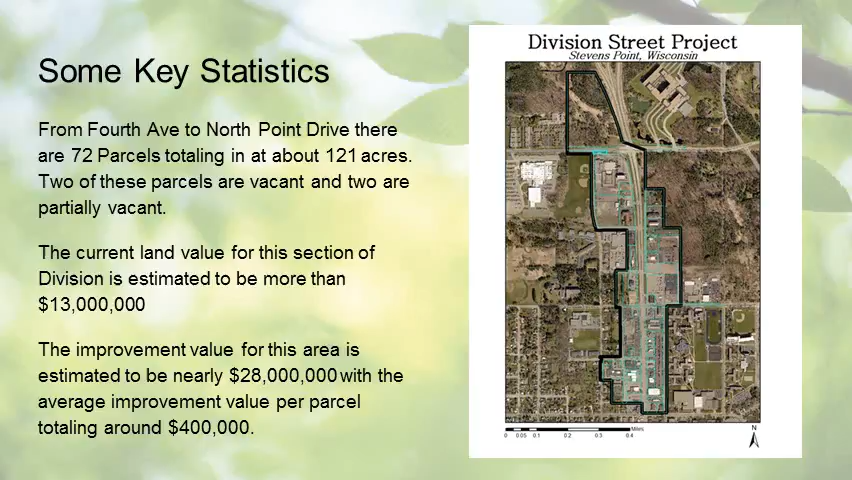 Some Key Statistics
From Fourth Ave to North Point Drive there
are 72 Parcels totaling in at about 121 acres.
Two of these parcels are vacant and two are
partially vacant.
The current land value for this section of
Division is estimated to be more than
$13,000,000
The improvement value for this area is
estimated to be nearly $28,000,000 with the
average improvement value per parcel
totaling around $400,000.
Division Street Project
Stevens Point, Wisconsin
0 0.05 0.1 0.2 0.3 0.4 Miles
N